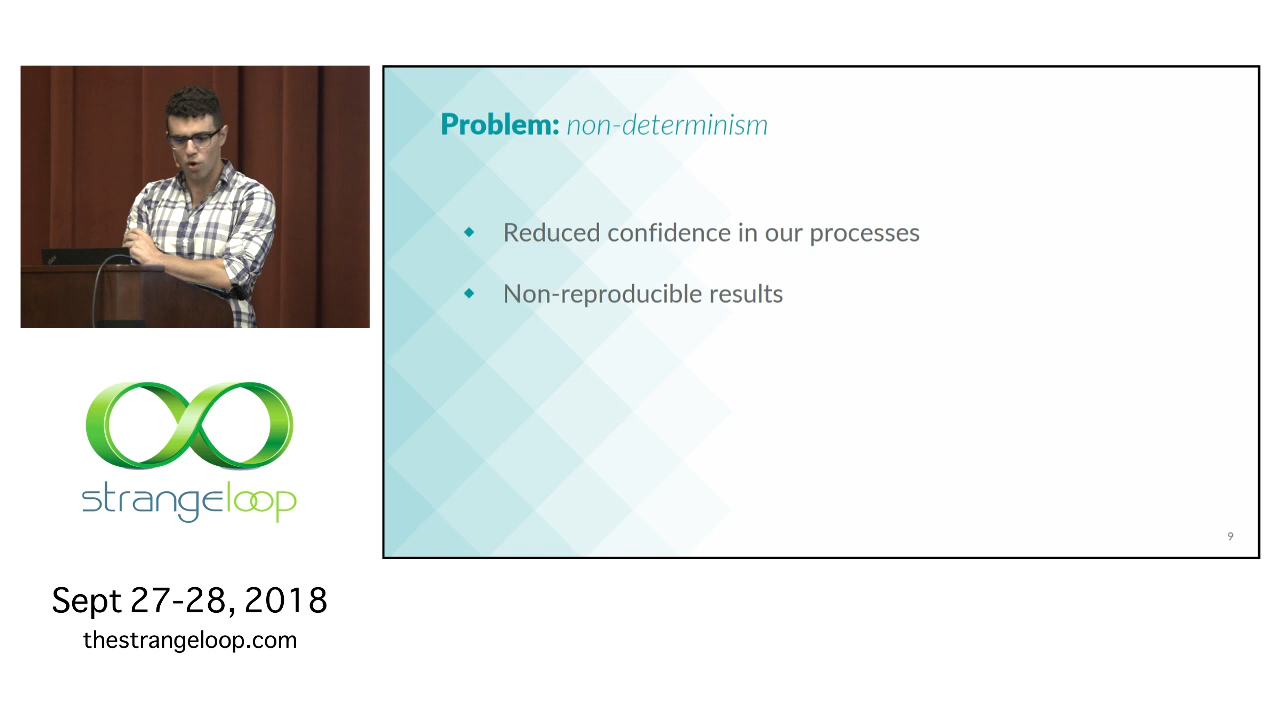 Problem: non-determinism
Reduced confidence in our processes
Non-reproducible results
9
strangeloop
Sept 27-28, 2018
thestrangeloop.com